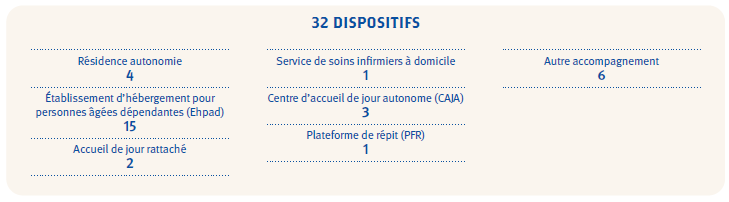 32 DISPOSITIFS
Résidence autonomie
4
Établissement d'hébergement pour
personnes âgées dépendantes (Ehpad)
15
Accueil de jour rattaché
2
Service de soins infirmiers à domicile
1
Centre d'accueil de jour autonome (CAJA)
3
Plateforme de répit (PFR)
1
Autre accompagnement
6